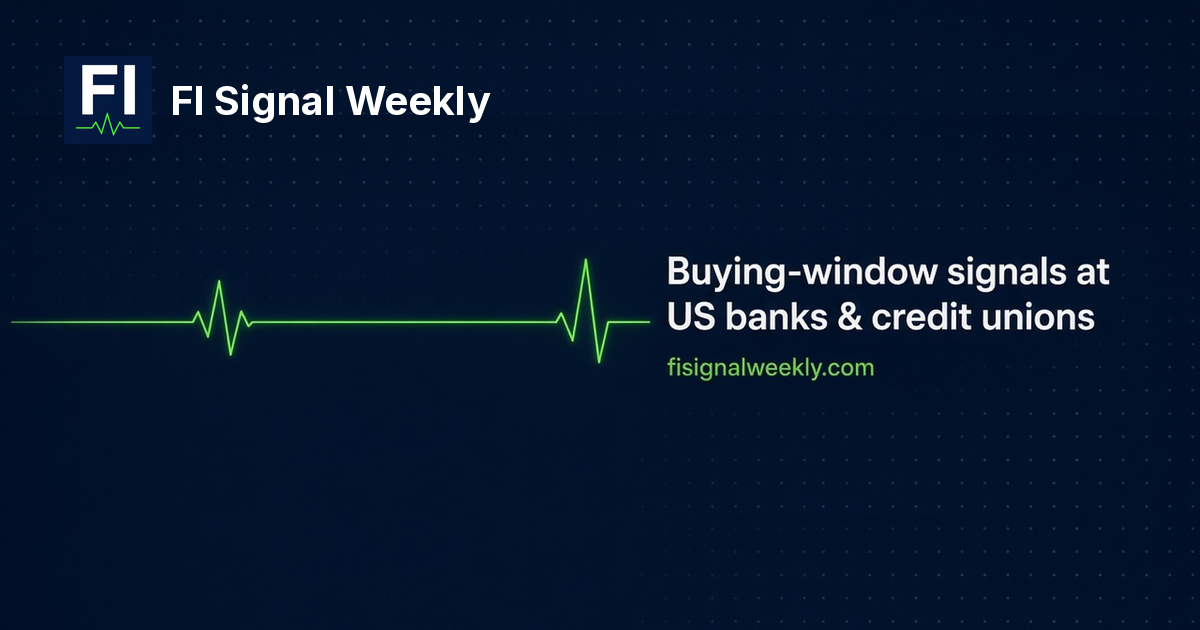 FI
FI Signal Weekly
Buying-window signals at
US banks & credit unions
fisignalweekly.com